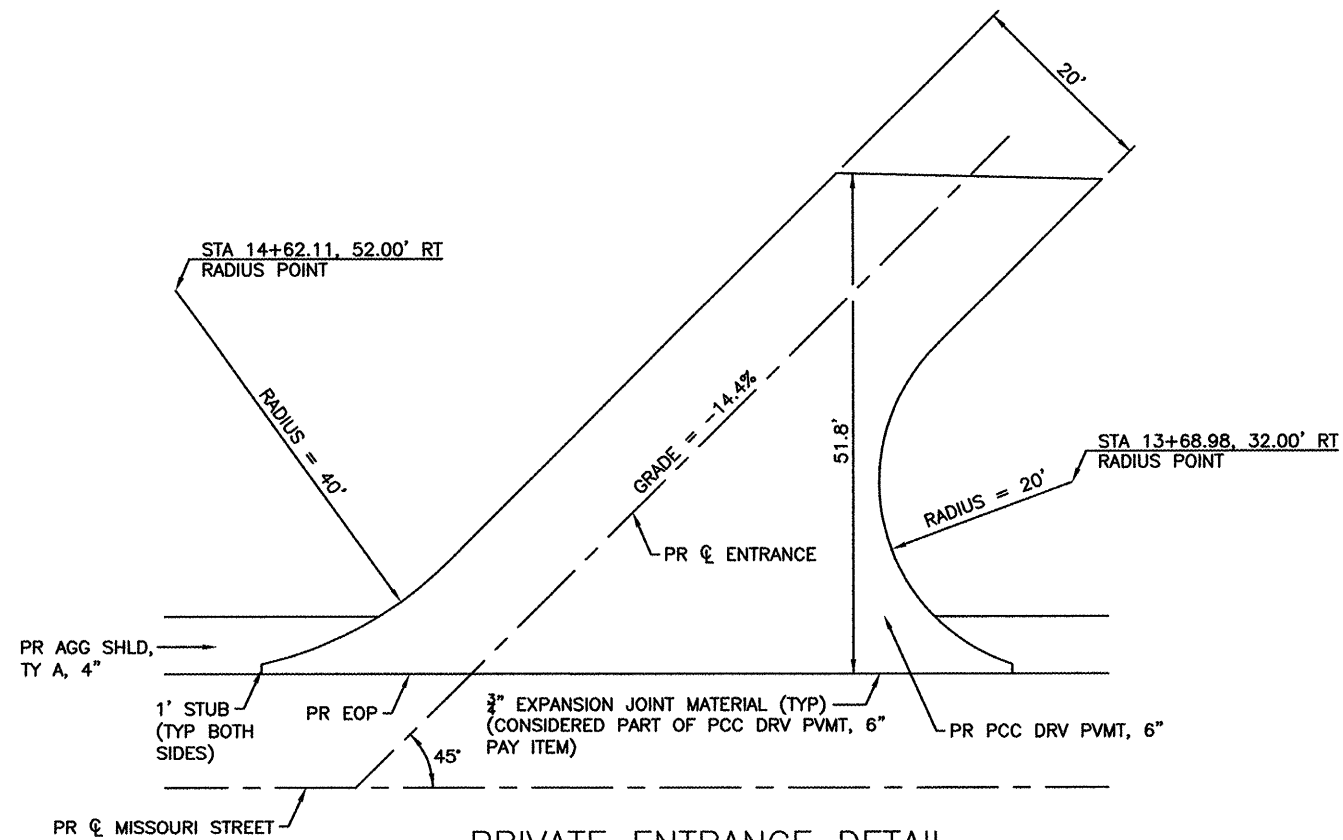 20'
STA 14+62.11, 52.00' RT
RADIUS POINT
RADIUS = 40'
GRADE = -14.4%
51.8'
STA 13+68.98, 32.00' RT
RADIUS POINT
RADIUS = 20'
PR ℄ ENTRANCE
PR AGG SHLD,
TY A, 4"
1' STUB
(TYP BOTH
SIDES)
PR EOP
¾" EXPANSION JOINT MATERIAL (TYP)
(CONSIDERED PART OF PCC DRV PVMT, 6"
PAY ITEM)
PR PCC DRV PVMT, 6"
45°
PR ℄ MISSOURI STREET
PRIVATE ENTRANCE DETAIL